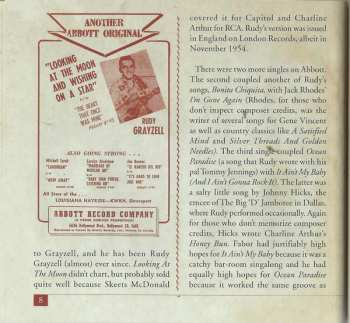 ANOTHER
ABBOTT ORIGINAL
"LOOKING
AT THE MOON
AND WISHING
ON A STAR"
"THE HEART
THAT ONCE
WAS MINE"
RUDY
GRAYZELL
ALSO GOING STRONG . . .
LOUISIANA HAYRIDE—KWKH, Shreveport
ABBOTT RECORD COMPANY
to Grayzell, and he has been Rudy
Grayzell (almost) ever since. Looking At
The Moon didn't chart, but probably sold
quite well because Skeets McDonald
8
covered it for Capitol and Charline
Arthur for RCA. Rudy's version was issued
in England on London Records, albeit in
November 1954.
There were two more singles on Abbott.
The second coupled another of Rudy's
songs, Bonita Chiquita, with Jack Rhodes'
I'm Gone Again (Rhodes, for those who
don't inspect composer credits, was the
writer of several songs for Gene Vincent
as well as country classics like A Satisfied
Mind and Silver Threads And Golden
Needles). The third single coupled Ocean
Paradise (a song that Rudy wrote with his
pal Tommy Jennings) with It Ain't My Baby
(And I Ain't Gonna Rock It). The latter was
a salty little song by Johnny Hicks, the
emcee of The Big 'D' Jamboree in Dallas,
where Rudy performed occasionally. Again
for those who don't memorize composer
credits, Hicks wrote Charline Arthur's
Honey Bun. Fabor had justifiably high
hopes for It Ain't My Baby because it was a
catchy bar-room singalong and he had
equally high hopes for Ocean Paradise
because it worked the same groove as